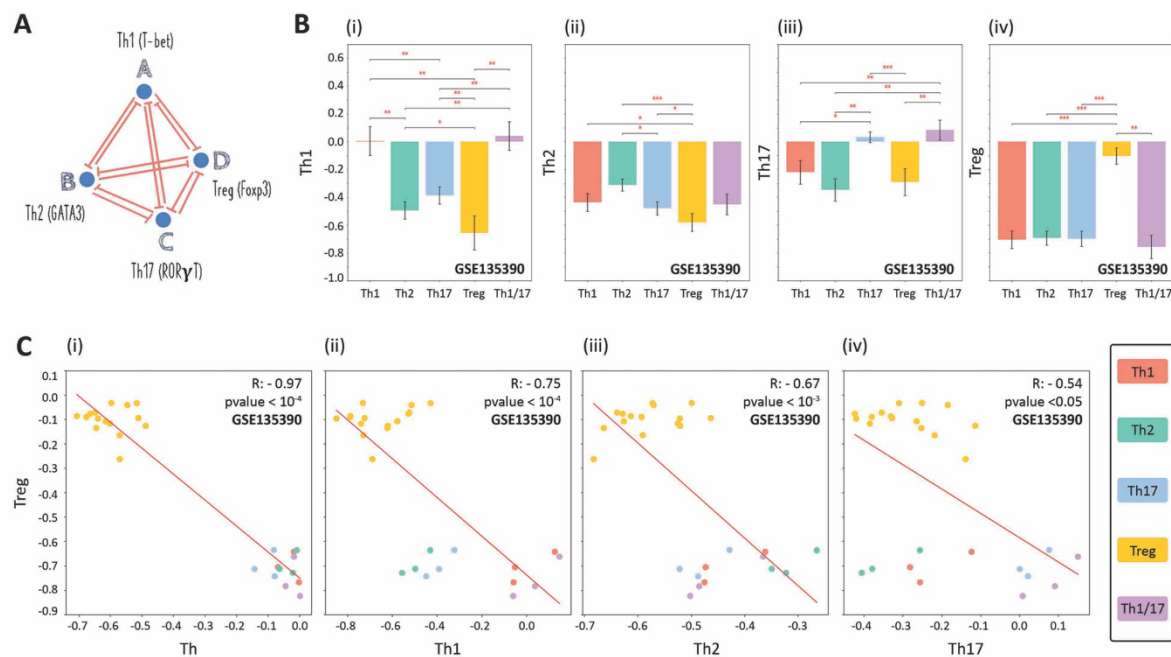 A
Th1 (T-bet)
A
B
D
Treg (Foxp3)
Th2 (GATA3)
C
Th17 (RORγT)
B
(i)
(ii)
(iii)
(iv)
0.6
0.4
0.2
0.0
-0.2
-0.4
-0.6
-0.8
-1.0
Th1
** ** ** ** ** ** ** *
GSE135390
Th1 Th2 Th17 Treg Th1/17
Th2
*** * * *
GSE135390
Th1 Th2 Th17 Treg Th1/17
Th17
*** ** ** ** ** *
GSE135390
Th1 Th2 Th17 Treg Th1/17
Treg
*** *** *** **
GSE135390
Th1 Th2 Th17 Treg Th1/17
C
(i)
R: - 0.97
pvalue < 10⁻⁴
GSE135390
Treg
0.1
0.0
-0.1
-0.2
-0.3
-0.4
-0.5
-0.6
-0.7
-0.8
-0.9
-0.7 -0.6 -0.5 -0.4 -0.3 -0.2 -0.1 0.0
Th
(ii)
R: - 0.75
pvalue < 10⁻⁴
GSE135390
-0.8 -0.6 -0.4 -0.2 0.0
Th1
(iii)
R: - 0.67
pvalue < 10⁻³
GSE135390
-0.7 -0.6 -0.5 -0.4 -0.3
Th2
(iv)
R: - 0.54
pvalue <0.05
GSE135390
-0.4 -0.3 -0.2 -0.1 0.0 0.1
Th17
Th1
Th2
Th17
Treg
Th1/17